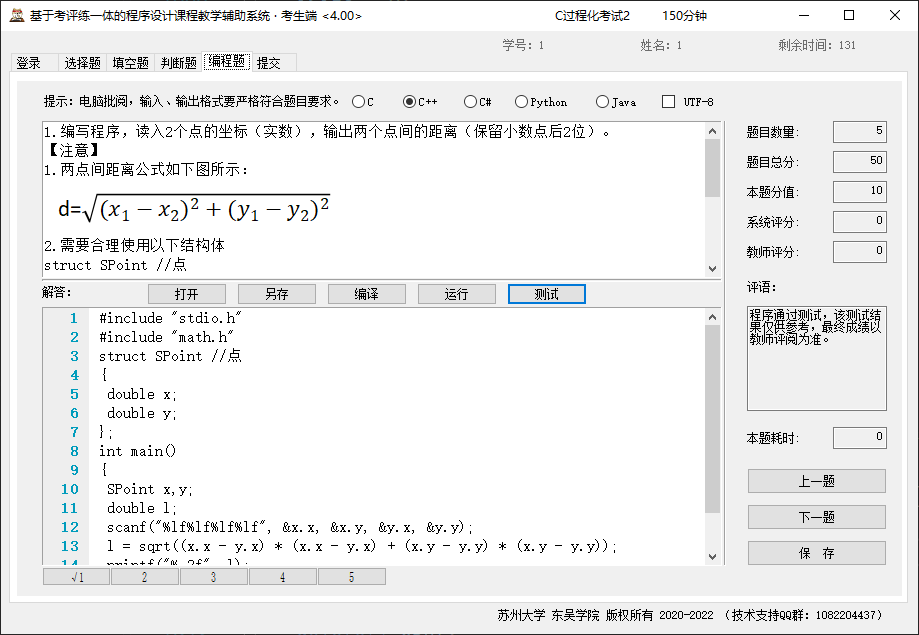 基于考评练一体的程序设计课程教学辅助系统 · 考生端 <4.00> C过程化考试2 150分钟
学号: 1 姓名: 1 剩余时间: 131
登录 选择题 填空题 判断题 编程题 提交
提示: 电脑批阅，输入、输出格式要严格符合题目要求。 C C++ C# Python Java UTF-8
1.编写程序，读入2个点的坐标（实数），输出两个点间的距离（保留小数点后2位）。
【注意】
1.两点间距离公式如下图所示：
d=√(x₁ − x₂)² + (y₁ − y₂)²
2.需要合理使用以下结构体
struct SPoint //点
题目数量: 5
题目总分: 50
本题分值: 10
系统评分: 0
教师评分: 0
评语:
程序通过测试，该测试结
果仅供参考，最终成绩以
教师评阅为准。
本题耗时: 0
上一题
下一题
保 存
解答: 打开 另存 编译 运行 测试
1 #include "stdio.h"
2 #include "math.h"
3 struct SPoint //点
4 {
5 double x;
6 double y;
7 };
8 int main()
9 {
10 SPoint x,y;
11 double l;
12 scanf("%lf%lf%lf%lf", &x.x, &x.y, &y.x, &y.y);
13 l = sqrt((x.x - y.x) * (x.x - y.x) + (x.y - y.y) * (x.y - y.y));
14 printf("%.2f", l);
√1 2 3 4 5
苏州大学 东吴学院 版权所有 2020-2022 （技术支持QQ群: 1082204437）